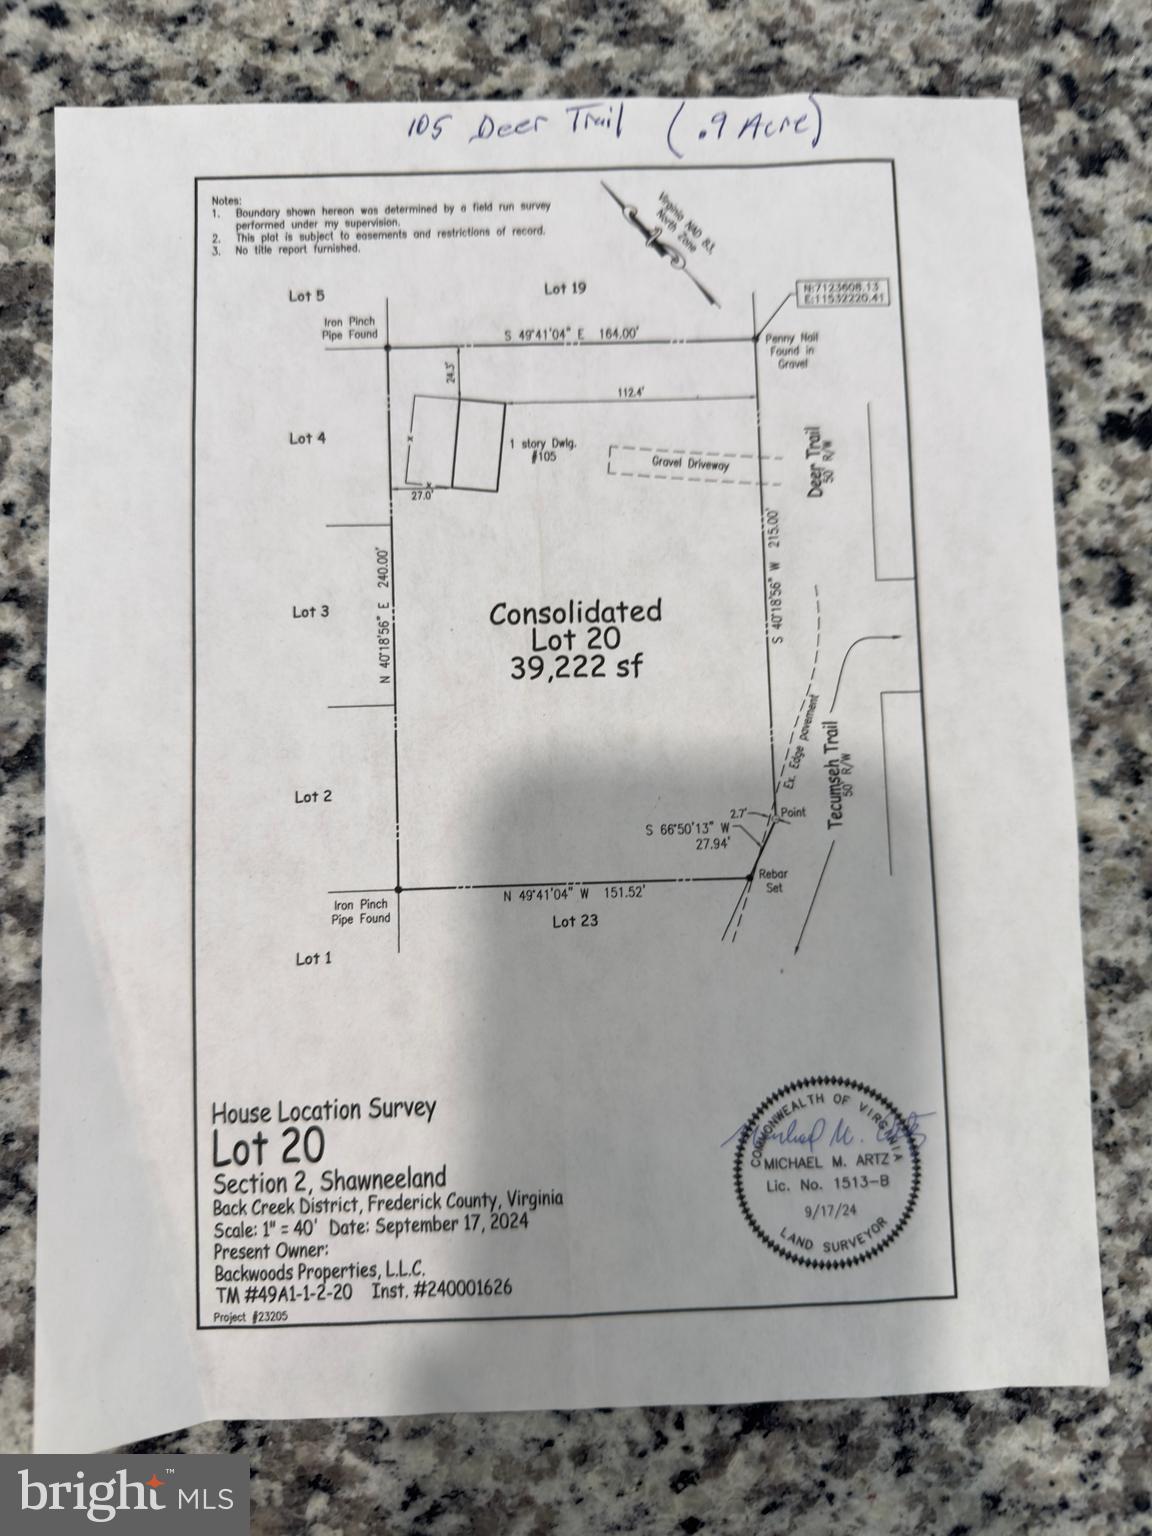 105 Deer Trail (.9 Acre)
Notes:
1. Boundary shown hereon was determined by a field run survey
performed under my supervision.
2. This plat is subject to easements and restrictions of record.
3. No title report furnished.
Virginia NAD 83,
North Zone
N:7123608.13
E:11532220.41
Lot 5
Lot 19
Iron Pinch
Pipe Found
S 49°41'04" E 164.00'
Penny Nail
Found in
Gravel
24.3'
112.4'
Lot 4
1 story Dwlg.
#105
Gravel Driveway
Deer Trail
50' R/W
27.0'
x
x
N 40°18'56" E 240.00'
S 40°18'56" W 215.00'
Lot 3
Consolidated
Lot 20
39,222 sf
Ex. Edge Pavement
Tecumseh Trail
50' R/W
Lot 2
2.7'
Point
S 66°50'13" W
27.94'
Rebar
Set
N 49°41'04" W 151.52'
Iron Pinch
Pipe Found
Lot 23
Lot 1
House Location Survey
Lot 20
Section 2, Shawneeland
Back Creek District, Frederick County, Virginia
Scale: 1" = 40' Date: September 17, 2024
Present Owner:
Backwoods Properties, L.L.C.
TM #49A1-1-2-20 Inst. #240001626
Project #23205
COMMONWEALTH OF VIRGINIA
Michael M. Artz
MICHAEL M. ARTZ
Lic. No. 1513-B
9/17/24
LAND SURVEYOR
bright™ MLS